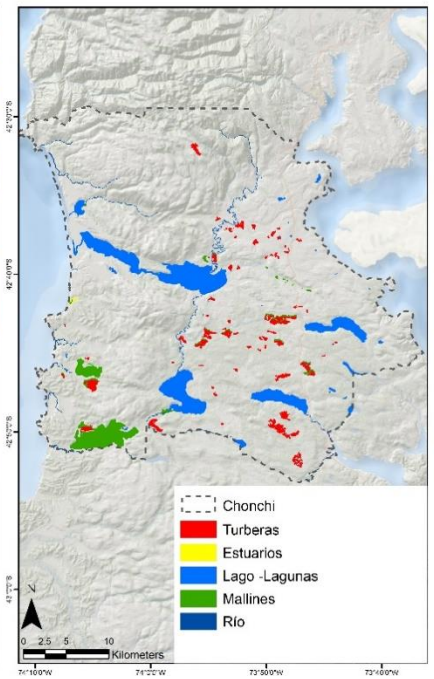 Chonchi
Turberas
Estuarios
Lago -Lagunas
Mallines
Río
N
0 2.5 5 10
Kilometers
74°10'0"W 74°2'0"W 73°50'0"W 73°40'0"W